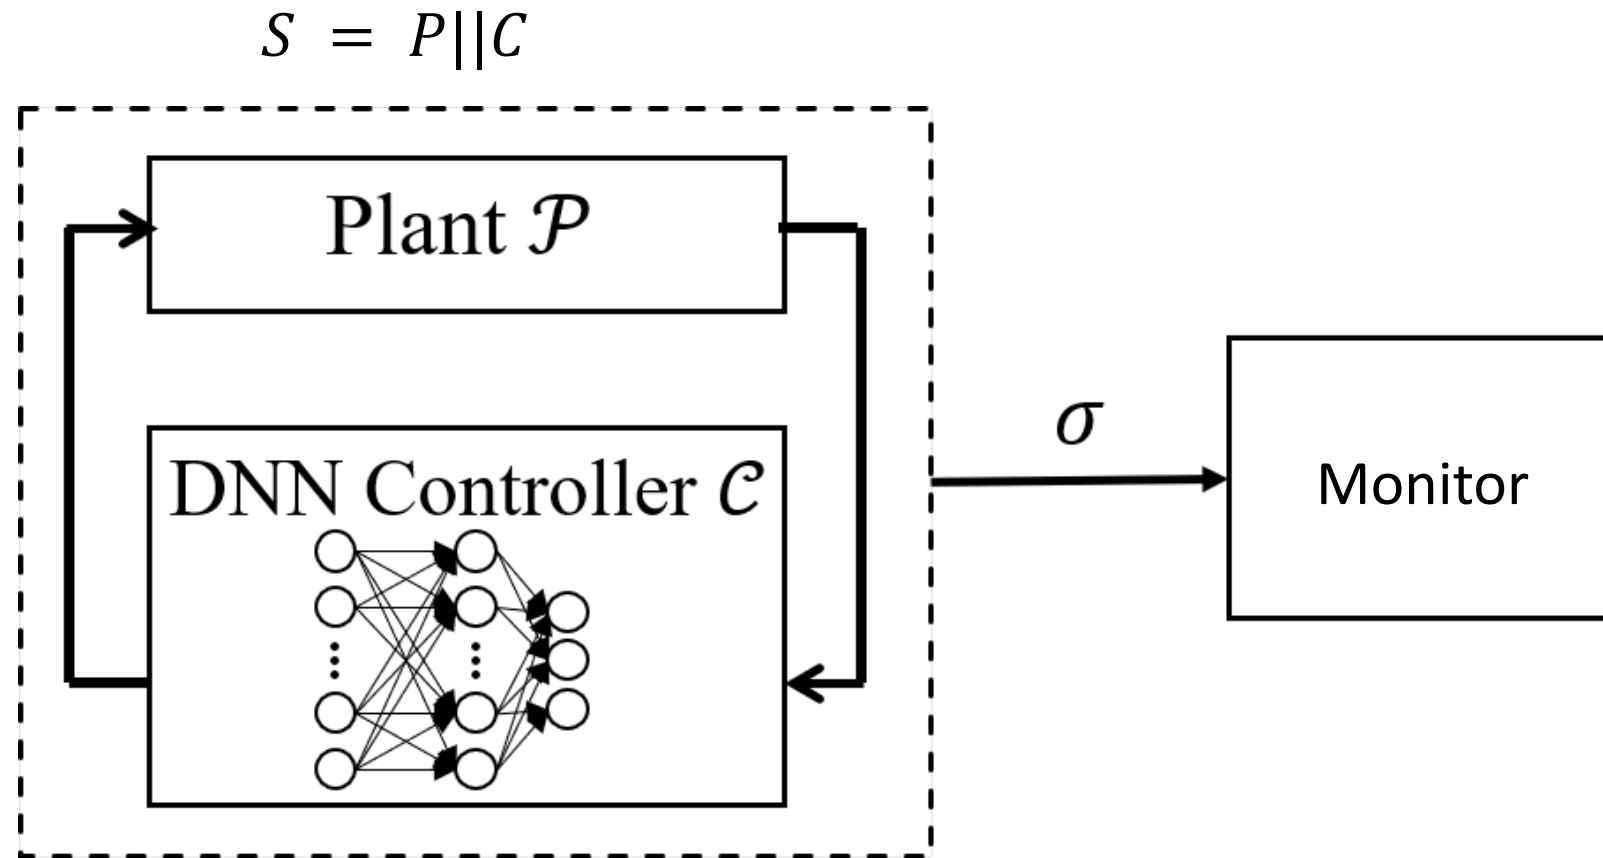 S = P||C
Plant 𝒫
DNN Controller 𝒞
σ
Monitor